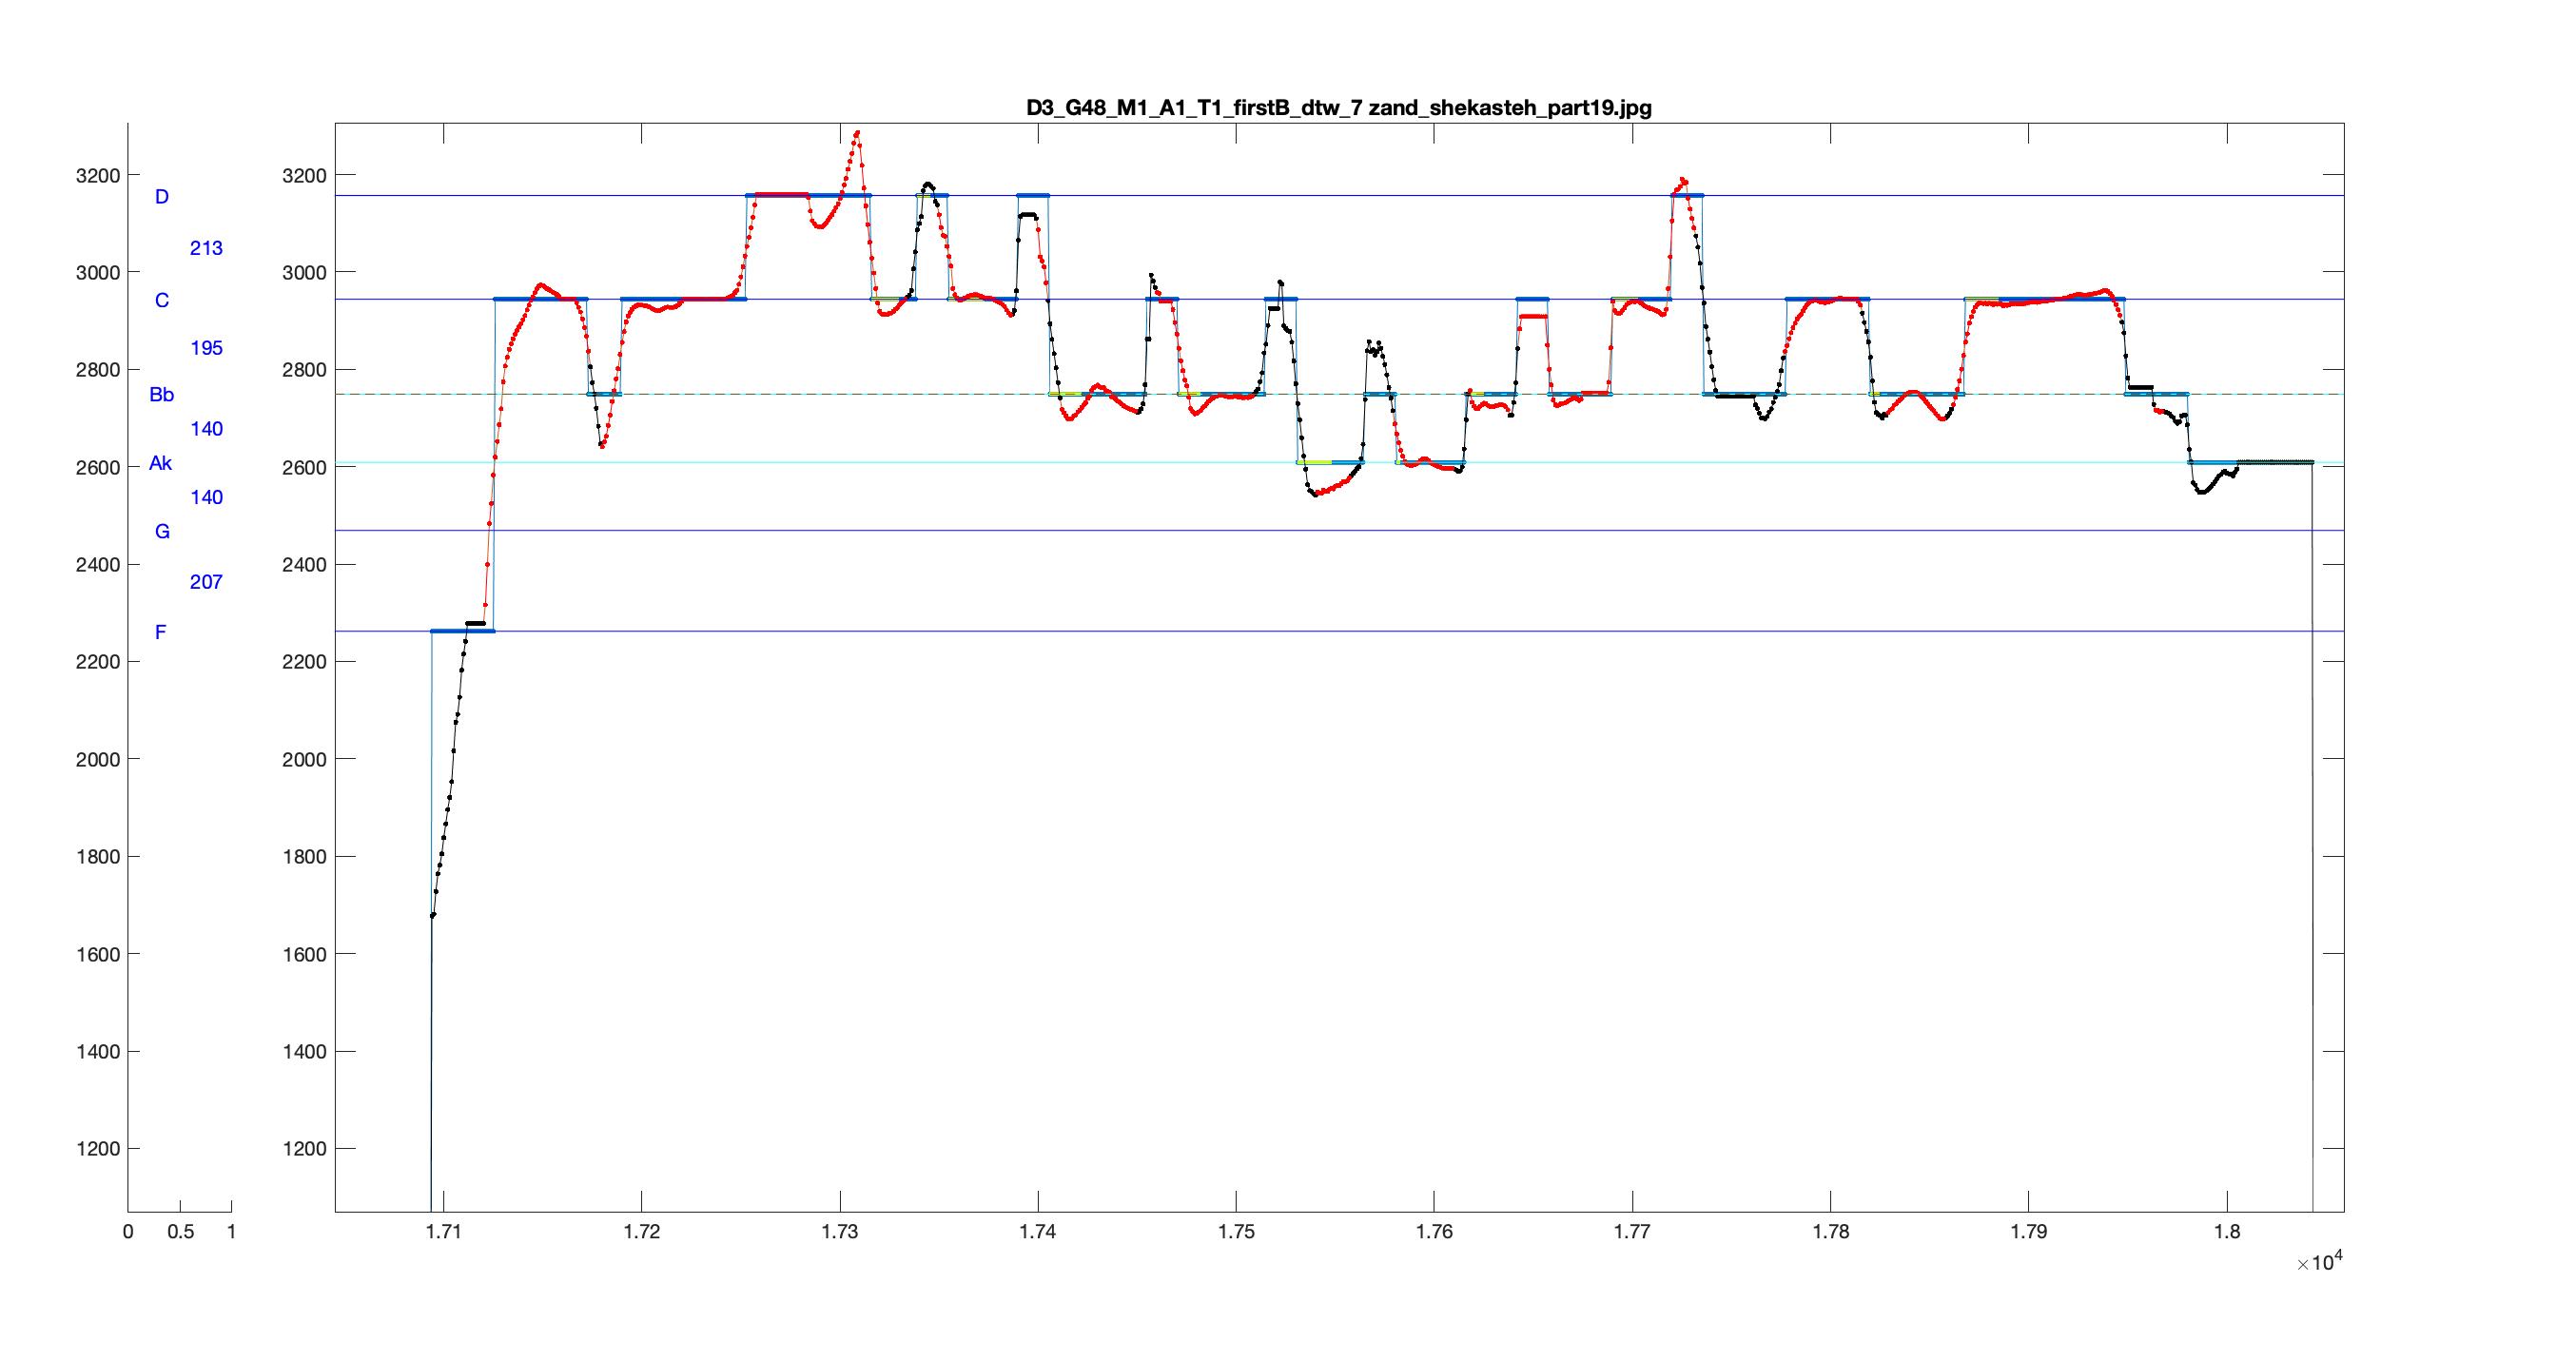 D3_G48_M1_A1_T1_firstB_dtw_7 zand_shekasteh_part19.jpg
3200 D 3200
213
3000 C 3000
195
2800 Bb 2800
140
2600 Ak 2600
140
G
2400 2400
207
F
2200 2200
2000 2000
1800 1800
1600 1600
1400 1400
1200 1200
0 0.5 1 1.71 1.72 1.73 1.74 1.75 1.76 1.77 1.78 1.79 1.8
×10⁴